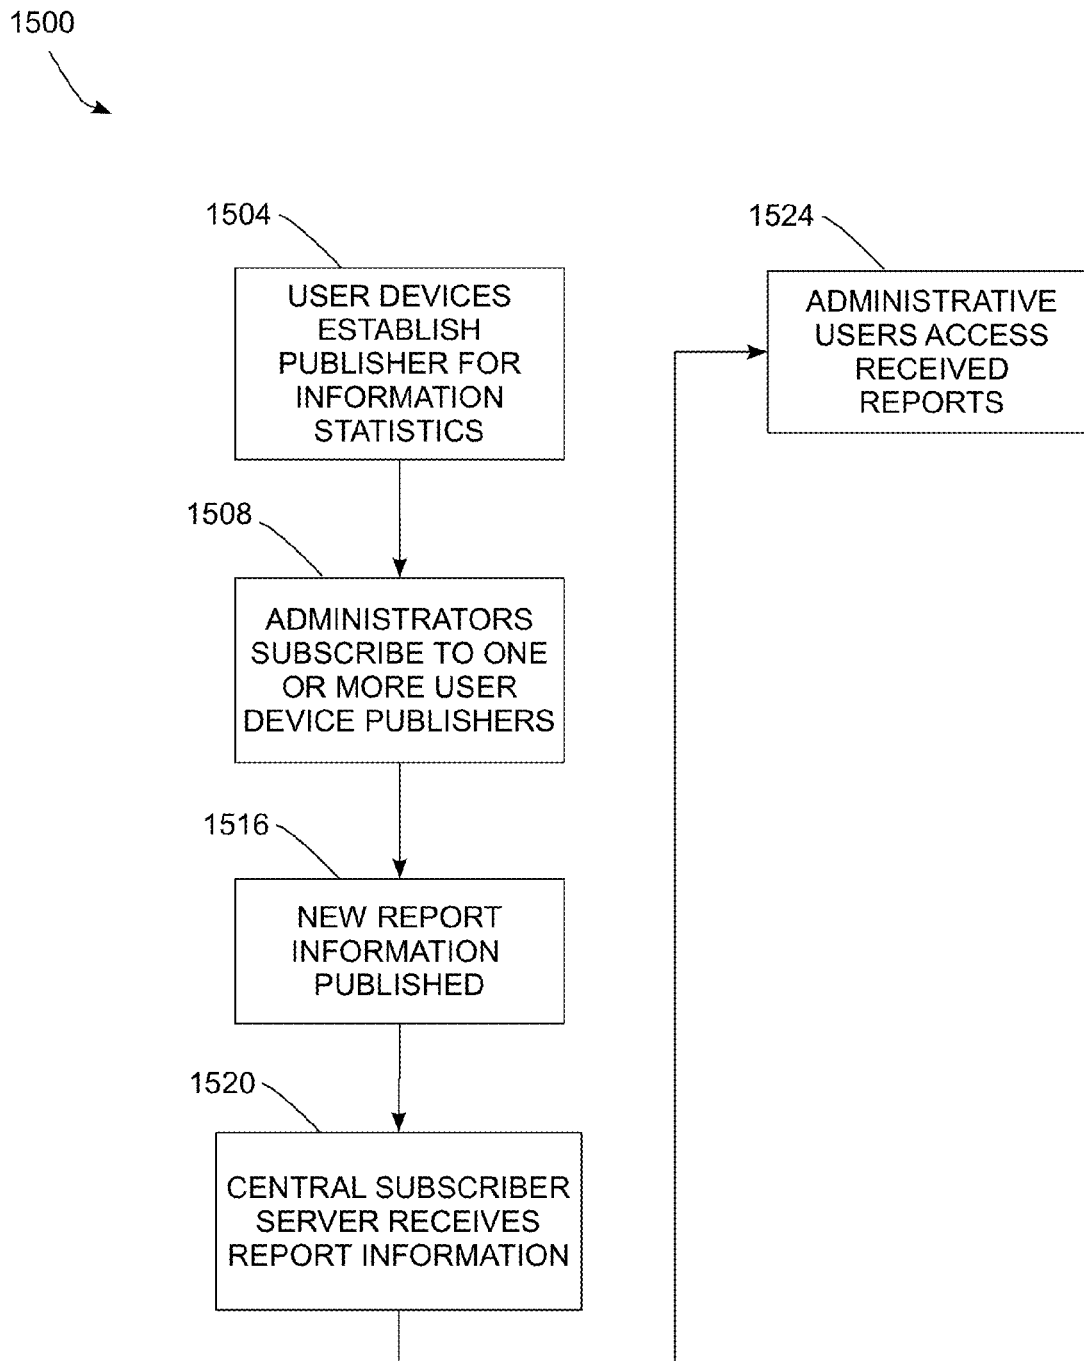 1500
1504
USER DEVICES
ESTABLISH
PUBLISHER FOR
INFORMATION
STATISTICS
1508
ADMINISTRATORS
SUBSCRIBE TO ONE
OR MORE USER
DEVICE PUBLISHERS
1516
NEW REPORT
INFORMATION
PUBLISHED
1520
CENTRAL SUBSCRIBER
SERVER RECEIVES
REPORT INFORMATION
1524
ADMINISTRATIVE
USERS ACCESS
RECEIVED
REPORTS